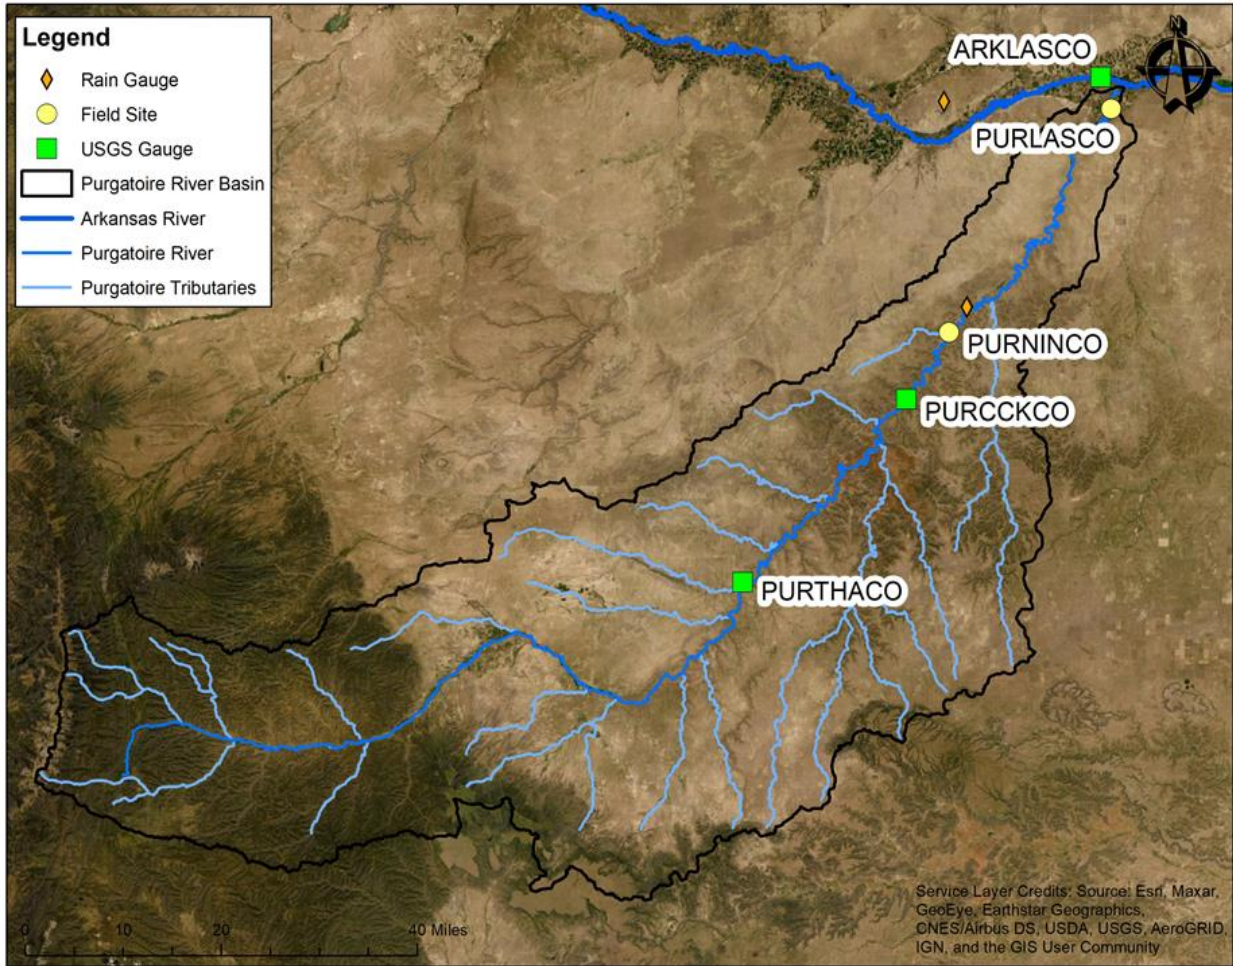 Legend
Rain Gauge
Field Site
USGS Gauge
Purgatoire River Basin
Arkansas River
Purgatoire River
Purgatoire Tributaries
N
ARKLASCO
PURLASCO
PURNINCO
PURCCKCO
PURTHACO
0 10 20 40 Miles
Service Layer Credits: Source: Esri, Maxar,
GeoEye, Earthstar Geographics,
CNES/Airbus DS, USDA, USGS, AeroGRID,
IGN, and the GIS User Community